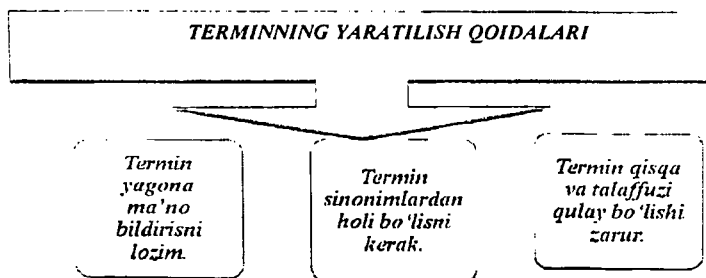 TERMINNING YARATILISH QOIDALARI
Termin
yagona
ma'no
bildirisni
lozim.
Termin
sinonimlardan
holi bo'lisni
kerak.
Termin qisqa
va talaffuzi
qulay bo'lishi
zarur.